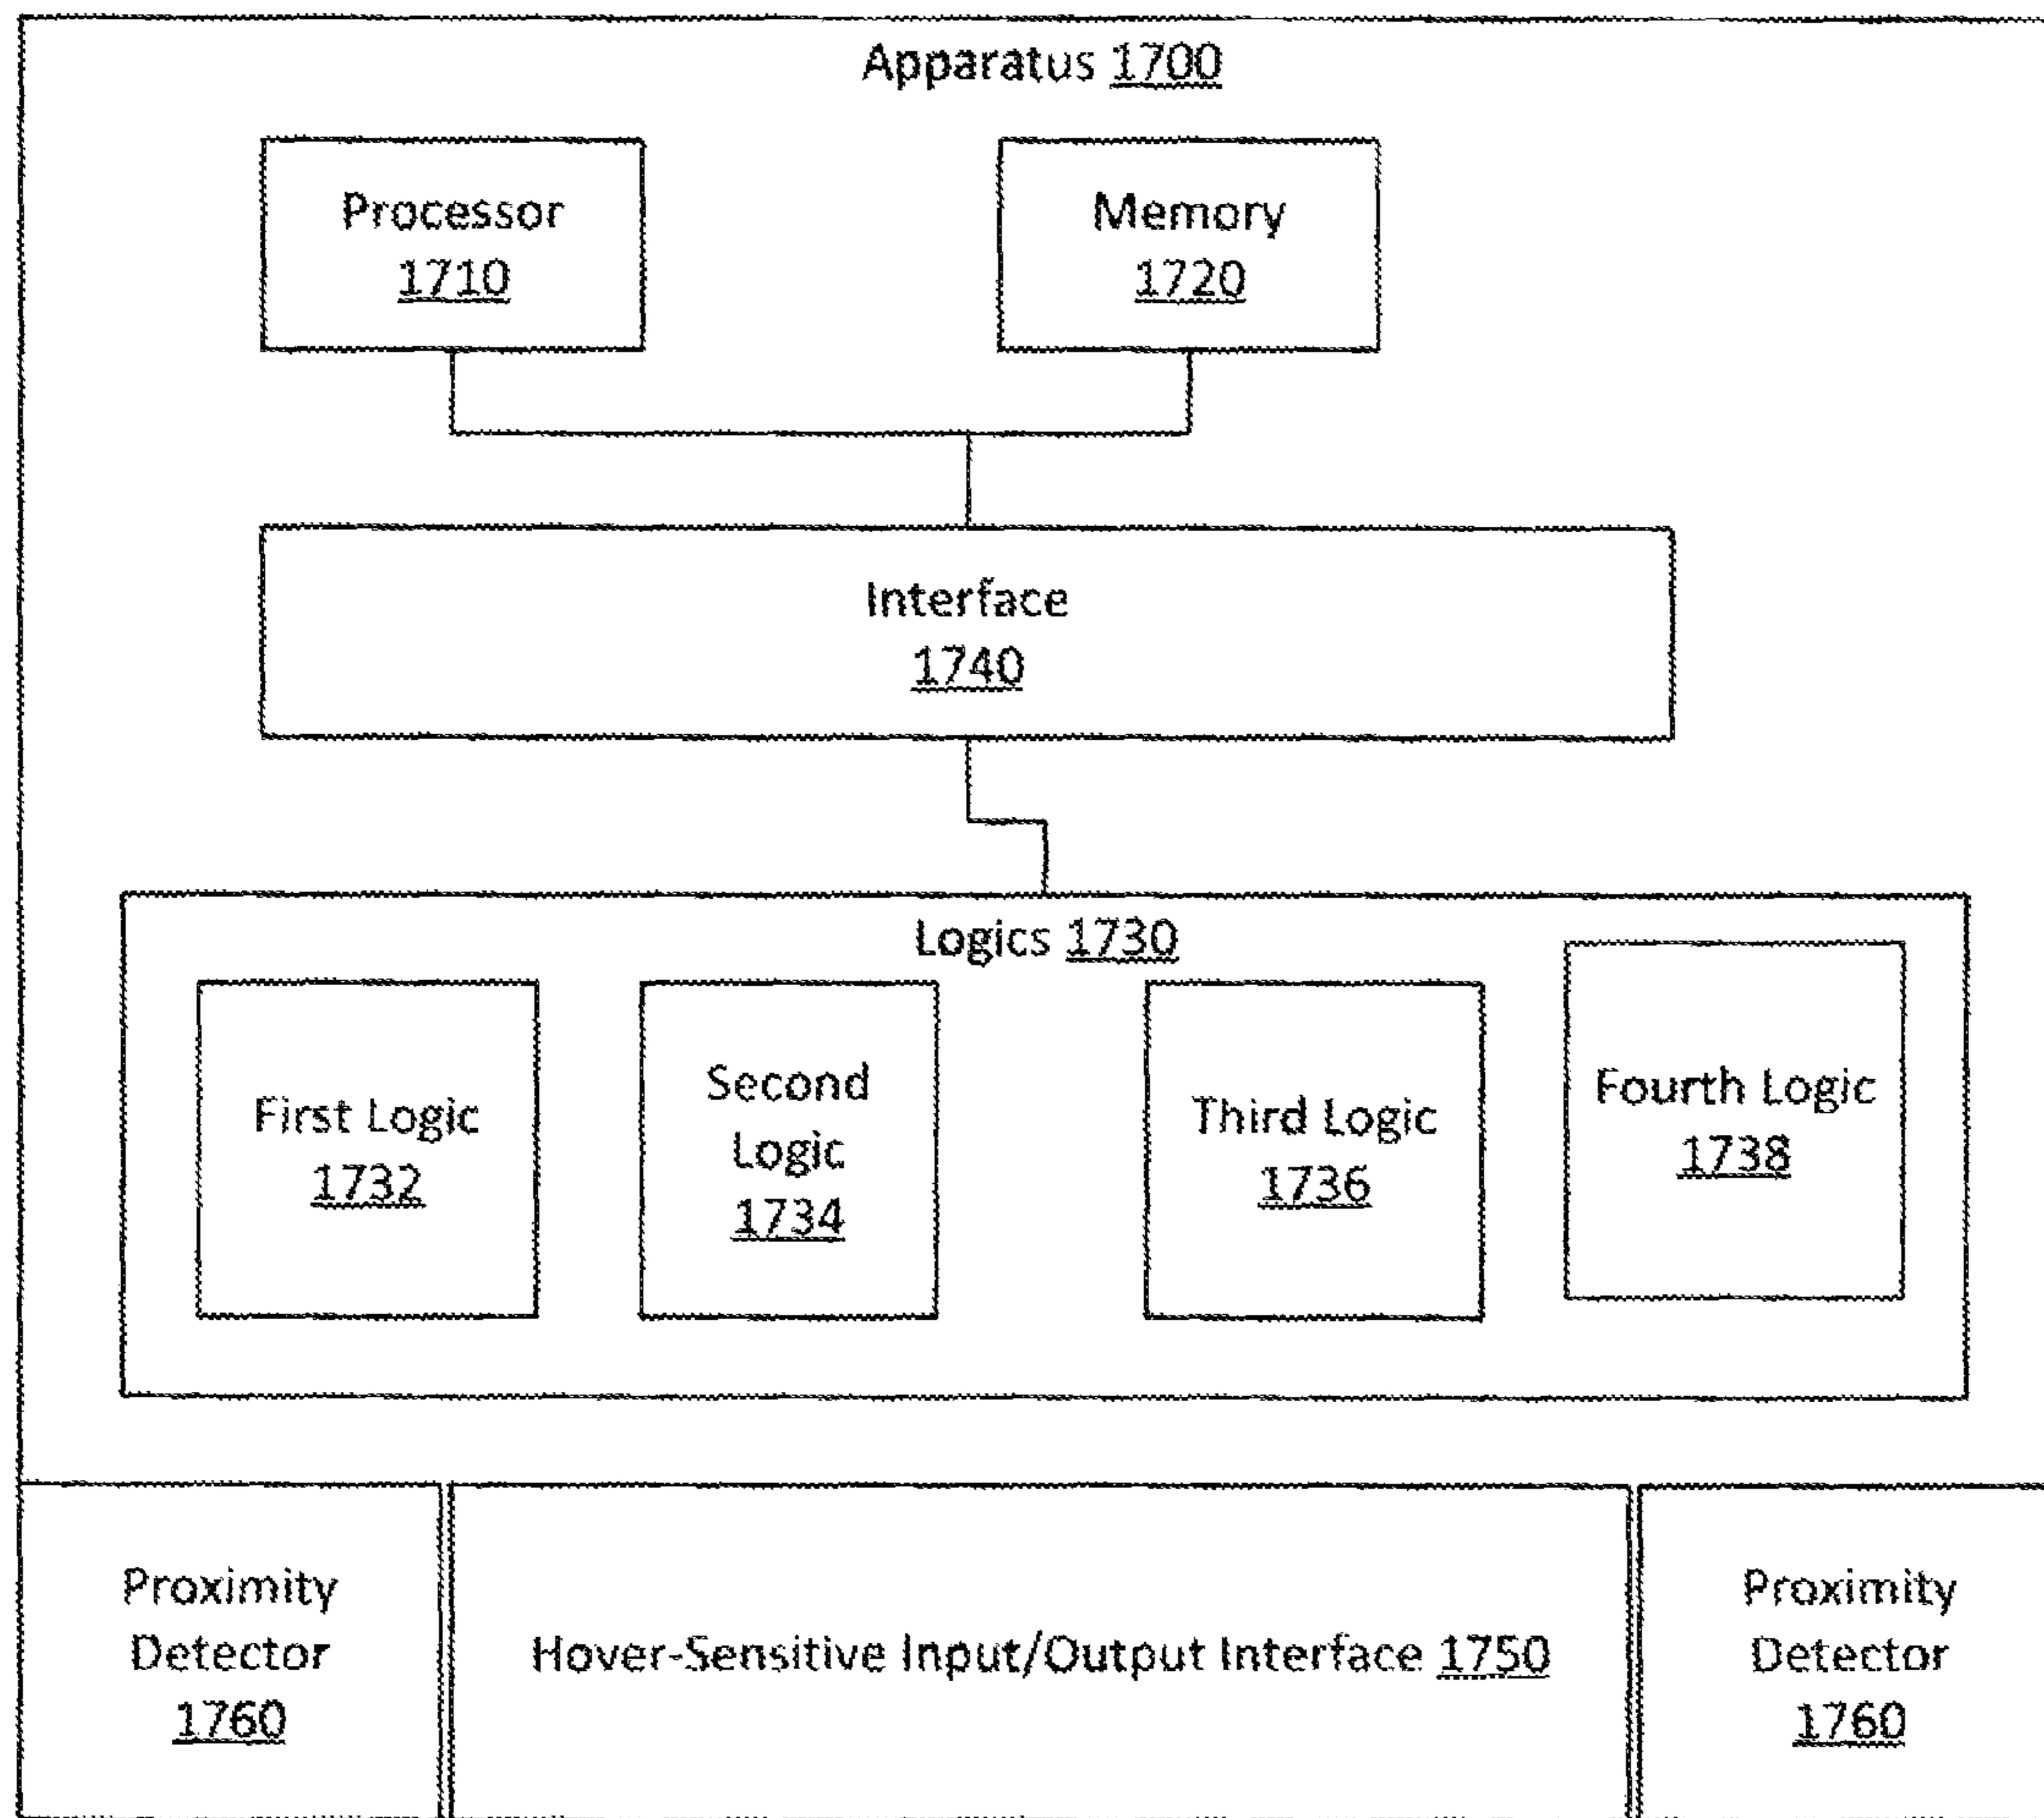 Apparatus 1700
Processor
1710
Memory
1720
Interface
1740
Logics 1730
First Logic
1732
Second
Logic
1734
Third Logic
1736
Fourth Logic
1738
Proximity
Detector
1760
Hover-Sensitive Input/Output Interface 1750
Proximity
Detector
1760